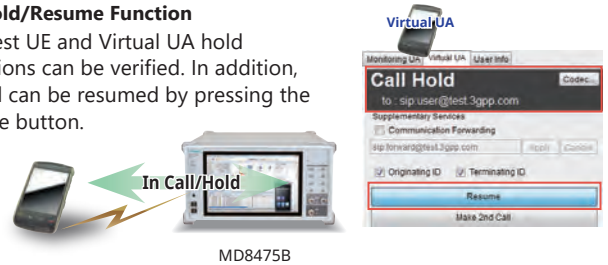 old/Resume Function
est UE and Virtual UA hold
ions can be verified. In addition,
l can be resumed by pressing the
e button.
In Call/Hold
MD8475B
Virtual UA
Monitoring UA Virtual UA User Info
Call Hold Codec...
to : sip:user@test.3gpp.com
Supplementary Services
Communication Forwarding
sip:forward@test.3gpp.com Apply Cancel
Originating ID Terminating ID
Resume
Make 2nd Call